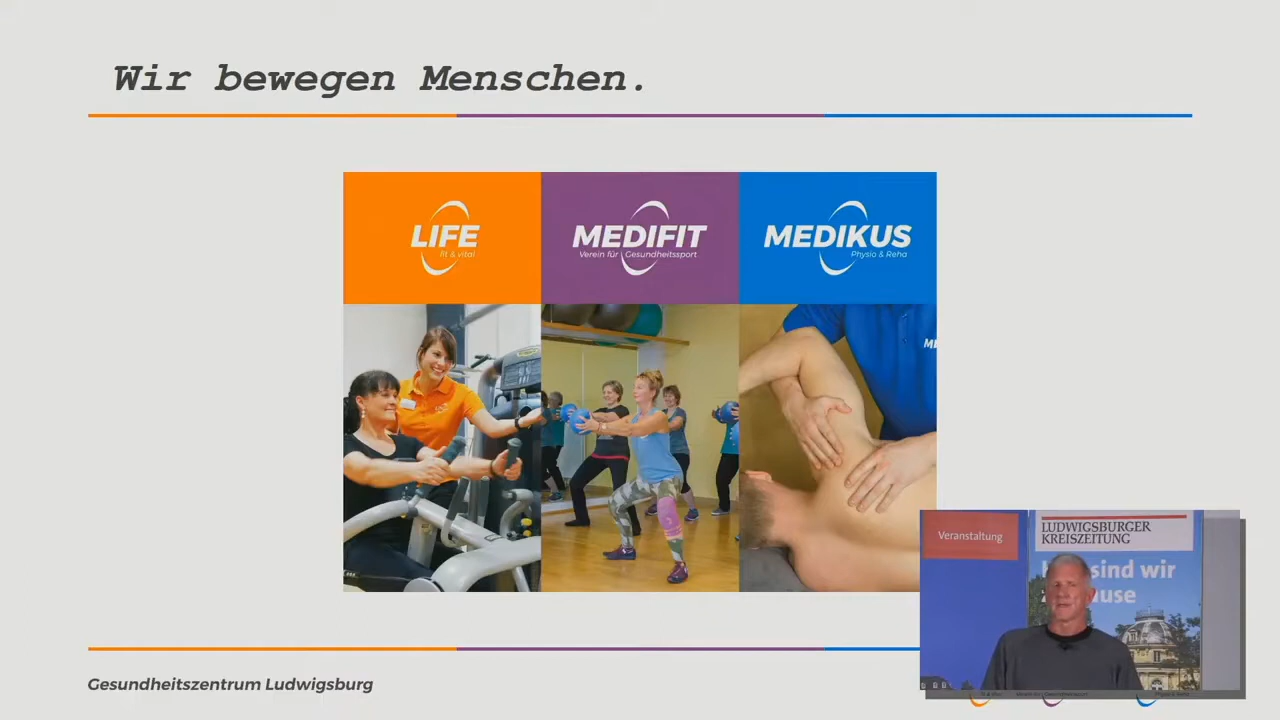 Wir bewegen Menschen.
LIFE
fit & vital
MEDIFIT
Verein für Gesundheitssport
MEDIKUS
Physio & Reha
Veranstaltung
LUDWIGSBURGER
KREISZEITUNG
sind wir
Gesundheitszentrum Ludwigsburg